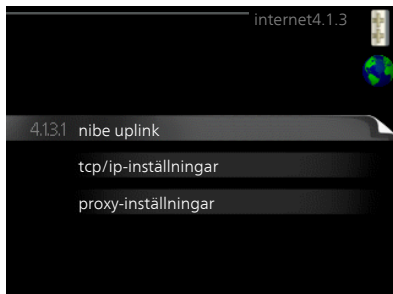 internet4.1.3
4.1.3.1 nibe uplink
tcp/ip-inställningar
proxy-inställningar